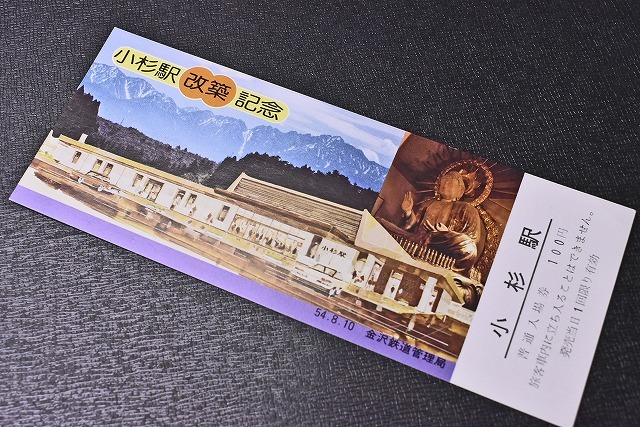 小杉駅改築記念
小杉駅
54.8.10
金沢鉄道管理局
小杉駅
普通入場券 100円
旅客車内に立ち入ることはできません。
発売当日1回限り有効